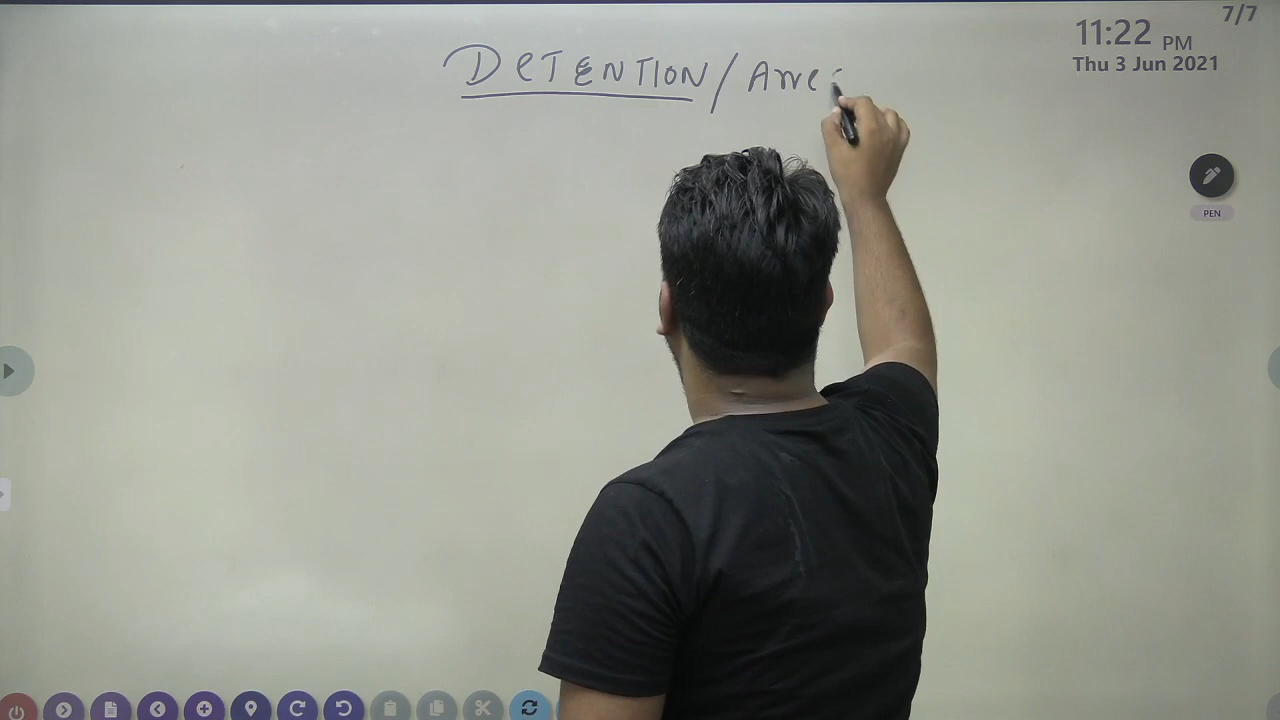 7/7
11:22 PM
Thu 3 Jun 2021
DETENTION / Arre
PEN